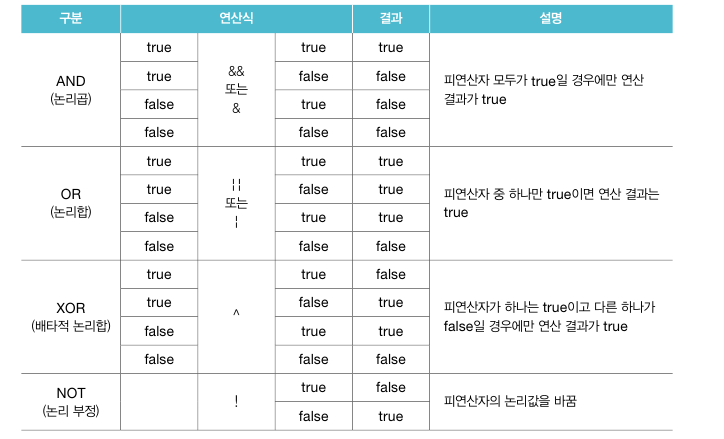 구분 연산식 결과 설명
AND
(논리곱)
true && 또는 & true true
true false false
false true false
false false false
피연산자 모두가 true일 경우에만 연산
결과가 true
OR
(논리합)
true ¦¦ 또는 ¦ true true
true false true
false true true
false false false
피연산자 중 하나만 true이면 연산 결과는
true
XOR
(배타적 논리합)
true ^ true false
true false true
false true true
false false false
피연산자가 하나는 true이고 다른 하나가
false일 경우에만 연산 결과가 true
NOT
(논리 부정)
! true false
false true
피연산자의 논리값을 바꿈